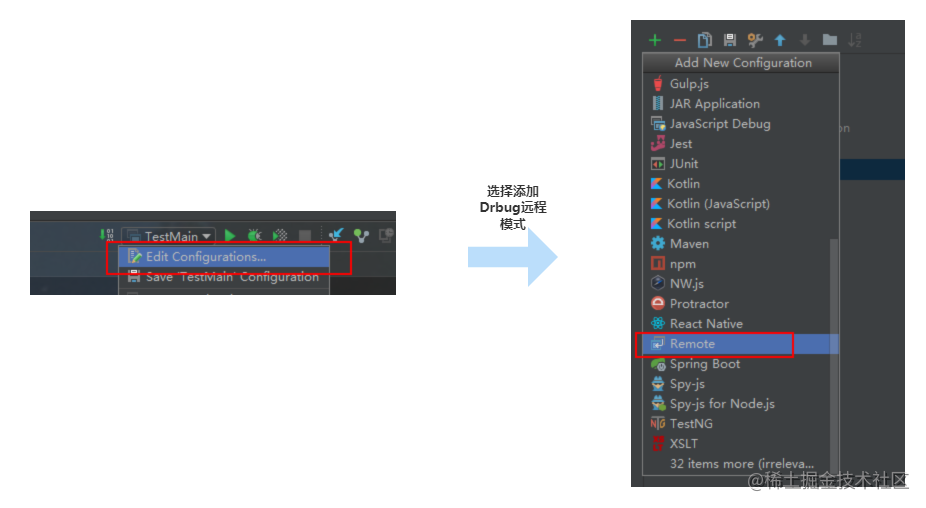 TestMain
Edit Configurations...
Save 'TestMain' Configuration
选择添加
Drbug远程
模式
Add New Configuration
Gulp.js
JAR Application
JavaScript Debug
Jest
JUnit
Kotlin
Kotlin (JavaScript)
Kotlin script
Maven
npm
NW.js
Protractor
React Native
Remote
Spring Boot
Spy-js
Spy-js for Node.js
TestNG
XSLT
32 items more (irreleva...
on
@稀土掘金技术社区